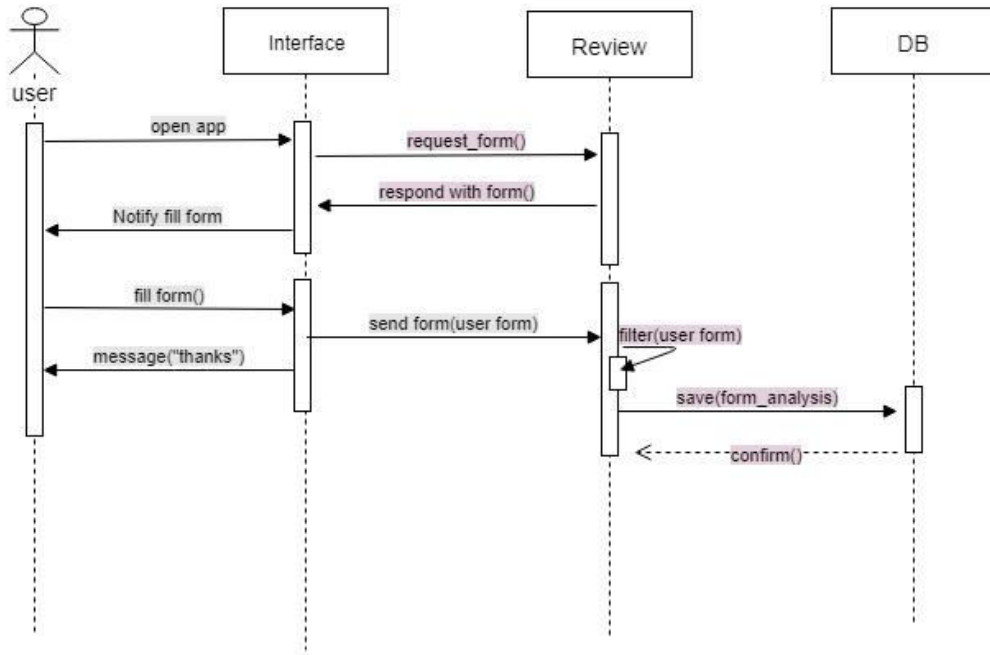 Interface
Review
DB
user
open app
request_form()
respond with form()
Notify fill form
fill form()
send form(user form)
filter(user form)
message("thanks")
save(form_analysis)
confirm()